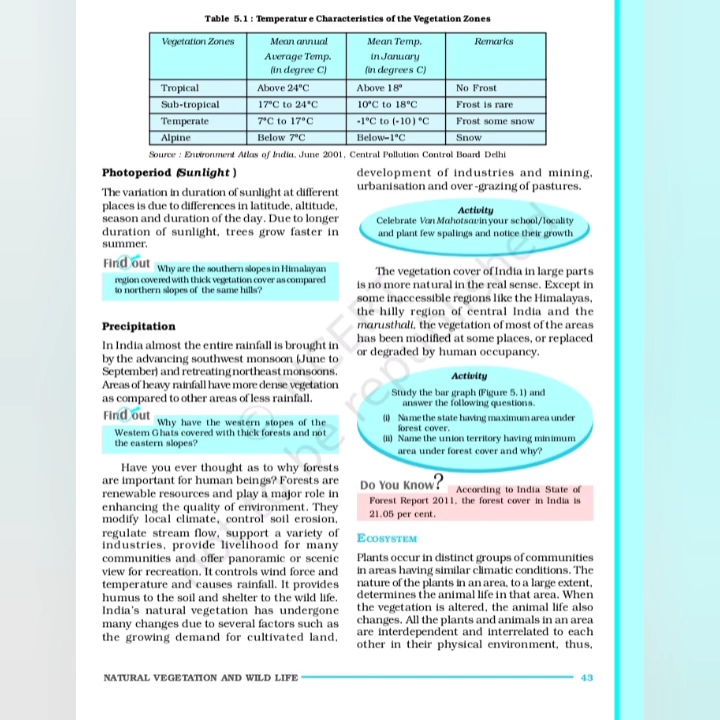 Table 5.1 : Temperature Characteristics of the Vegetation Zones
Vegetation Zones
Mean annual Average Temp. (in degree C)
Mean Temp. in January (in degrees C)
Remarks
Tropical Above 24°C Above 18° No Frost
Sub-tropical 17°C to 24°C 10°C to 18°C Frost is rare
Temperate 7°C to 17°C -1°C to (-10) °C Frost some snow
Alpine Below 7°C Below–1°C Snow
Source : Environment Atlas of India, June 2001, Central Pollution Control Board Delhi
Photoperiod (Sunlight )
The variation in duration of sunlight at different
places is due to differences in latitude, altitude,
season and duration of the day. Due to longer
duration of sunlight, trees grow faster in
summer.
Find out
Why are the southern slopes in Himalayan
region covered with thick vegetation cover as compared
to northern slopes of the same hills?
Precipitation
In India almost the entire rainfall is brought in
by the advancing southwest monsoon (June to
September) and retreating northeast monsoons.
Areas of heavy rainfall have more dense vegetation
as compared to other areas of less rainfall.
Find out
Why have the western slopes of the
Western Ghats covered with thick forests and not
the eastern slopes?
Have you ever thought as to why forests
are important for human beings? Forests are
renewable resources and play a major role in
enhancing the quality of environment. They
modify local climate, control soil erosion,
regulate stream flow, support a variety of
industries, provide livelihood for many
communities and offer panoramic or scenic
view for recreation. It controls wind force and
temperature and causes rainfall. It provides
humus to the soil and shelter to the wild life.
India's natural vegetation has undergone
many changes due to several factors such as
the growing demand for cultivated land,
development of industries and mining,
urbanisation and over -grazing of pastures.
Activity
Celebrate Van Mahotsav in your school/locality
and plant few spalings and notice their growth
The vegetation cover of India in large parts
is no more natural in the real sense. Except in
some inaccessible regions like the Himalayas,
the hilly region of central India and the
marusthali, the vegetation of most of the areas
has been modified at some places, or replaced
or degraded by human occupancy.
Activity
Study the bar graph (Figure 5.1) and
answer the following questions.
(i) Name the state having maximum area under
forest cover.
(ii) Name the union territory having minimum
area under forest cover and why?
Do You Know?
According to India State of
Forest Report 2011, the forest cover in India is
21.05 per cent.
ECOSYSTEM
Plants occur in distinct groups of communities
in areas having similar climatic conditions. The
nature of the plants in an area, to a large extent,
determines the animal life in that area. When
the vegetation is altered, the animal life also
changes. All the plants and animals in an area
are interdependent and interrelated to each
other in their physical environment, thus,
NATURAL VEGETATION AND WILD LIFE 43